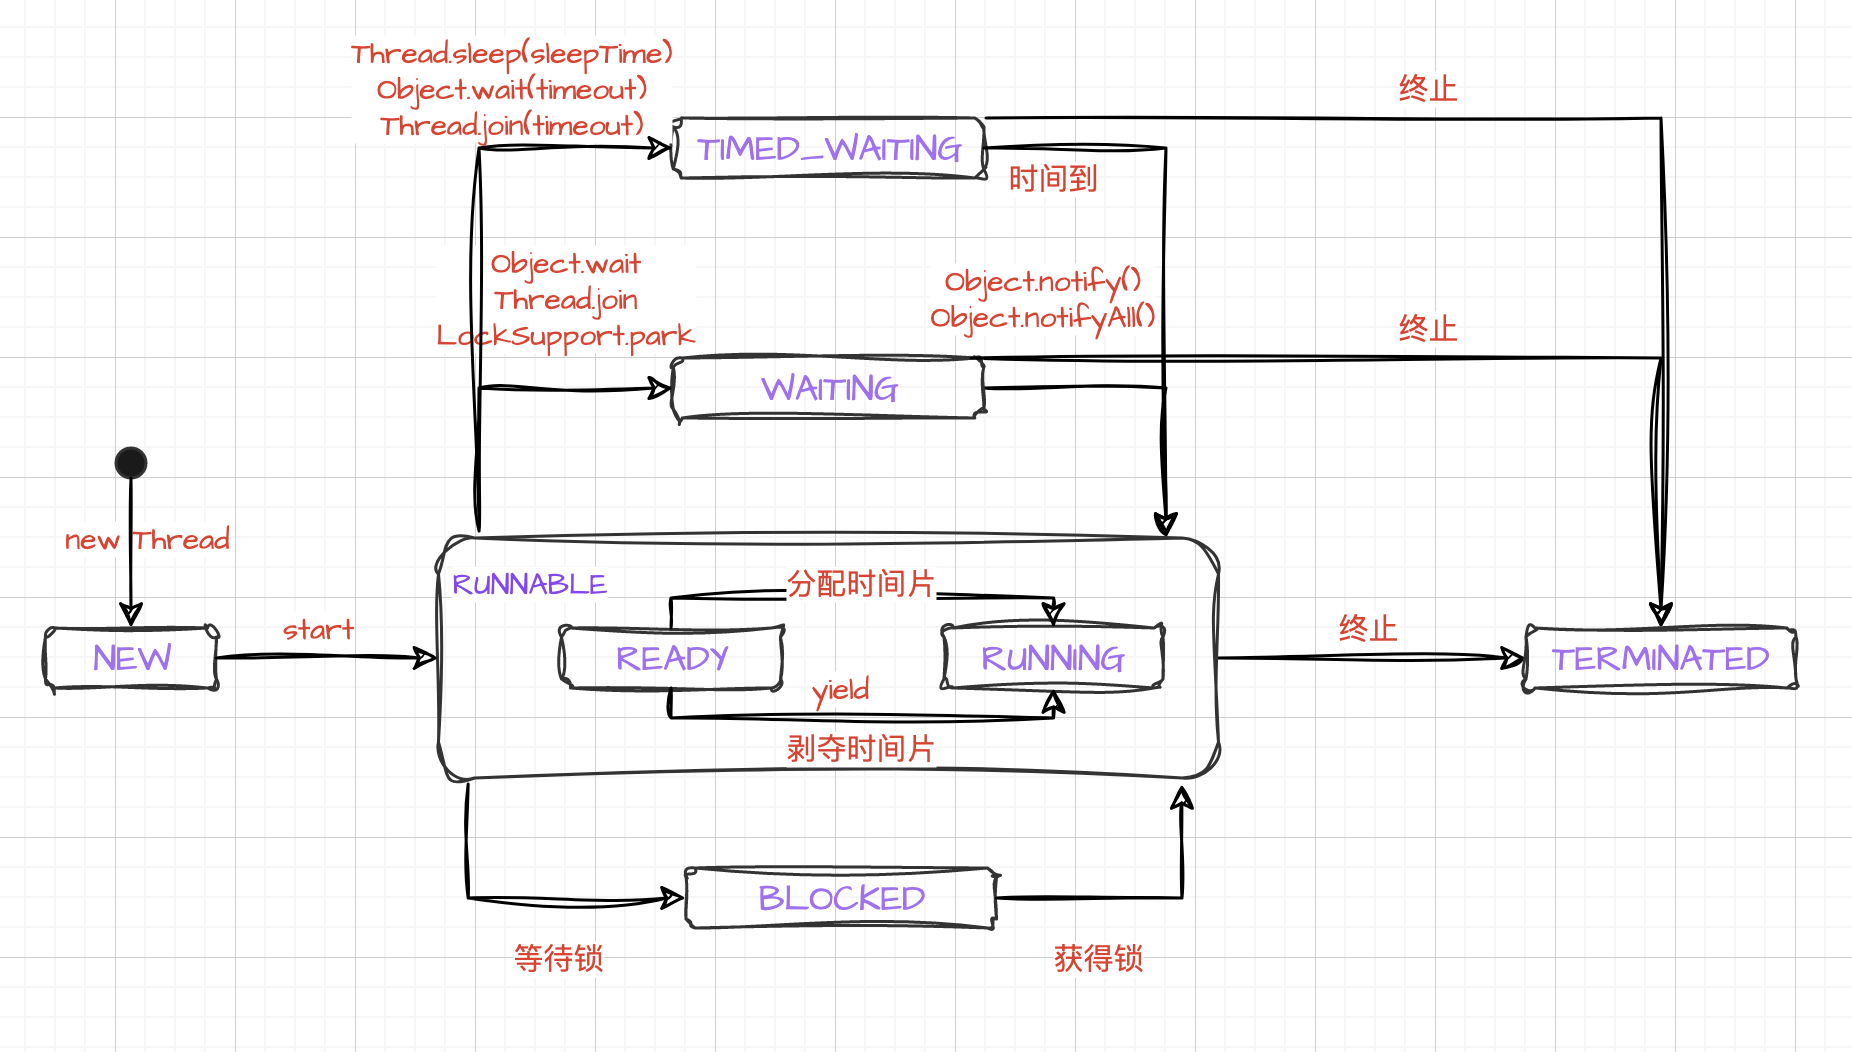 Thread.sleep(sleepTime)
Object.wait(timeout)
Thread.join(timeout)
终止
TIMED_WAITING
时间到
Object.wait
Thread.join
LockSupport.park
Object.notify()
Object.notifyAll()
终止
WAITING
new Thread
RUNNABLE
分配时间片
start
终止
NEW
READY
RUNNING
TERMINATED
yield
剥夺时间片
BLOCKED
等待锁
获得锁